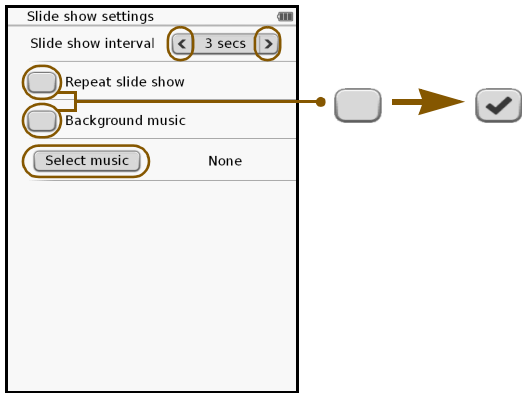 Slide show settings
Slide show interval < 3 secs >
Repeat slide show
Background music
Select music None